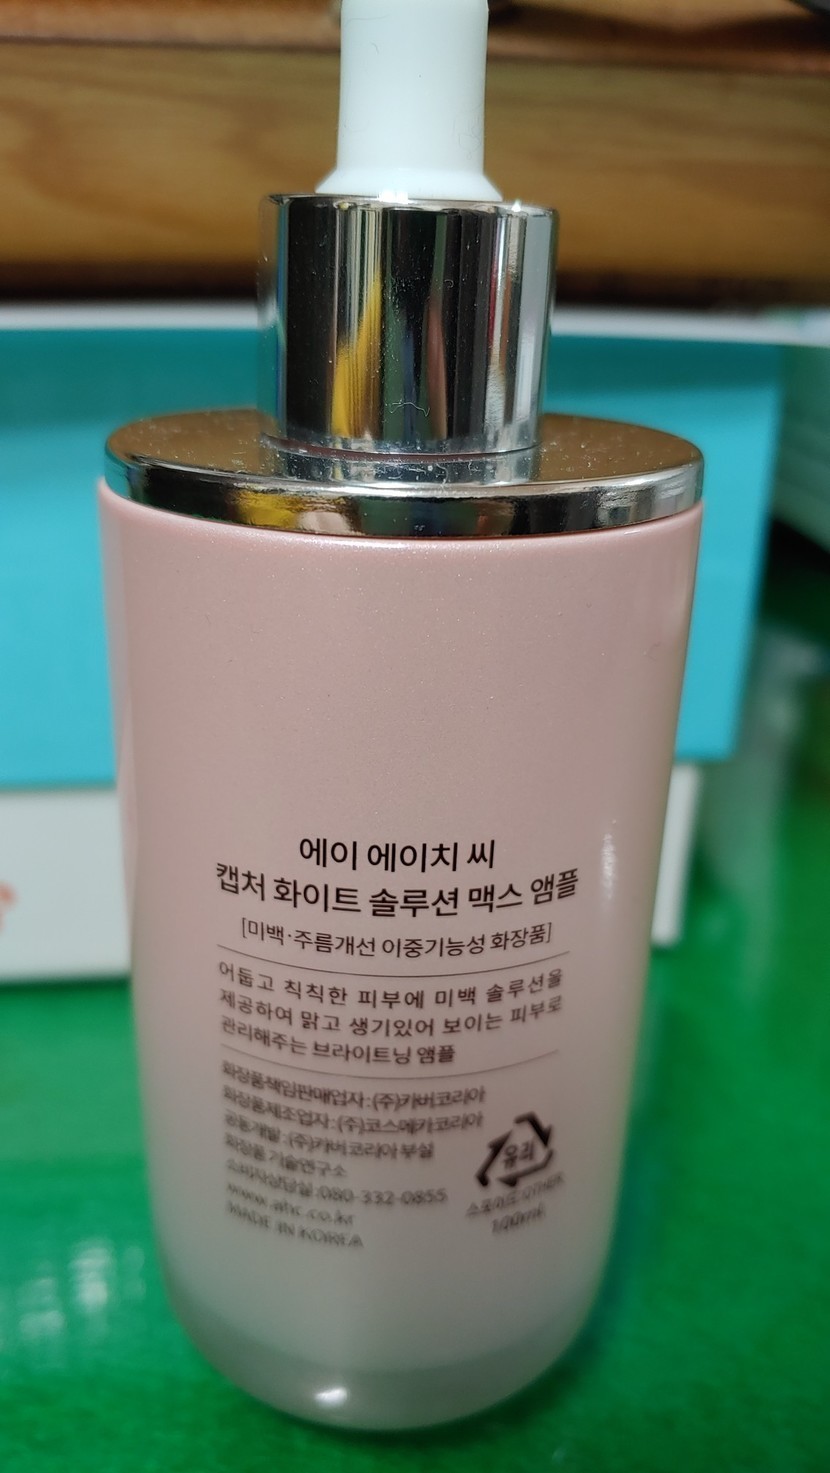 에이 에이치 씨
캡처 화이트 솔루션 맥스 앰플
[미백·주름개선 이중기능성 화장품]
어둡고 칙칙한 피부에 미백 솔루션을
제공하여 맑고 생기있어 보이는 피부로
관리해주는 브라이트닝 앰플
화장품책임판매업자 : (주)카버코리아
화장품제조업자 : (주)코스메카코리아
공동개발 : (주)카버코리아 부설
화장품 기술연구소
소비자상담실 : 080-332-0855
www.ahc.co.kr
MADE IN KOREA
유리
스포이드:OTHER
100mL